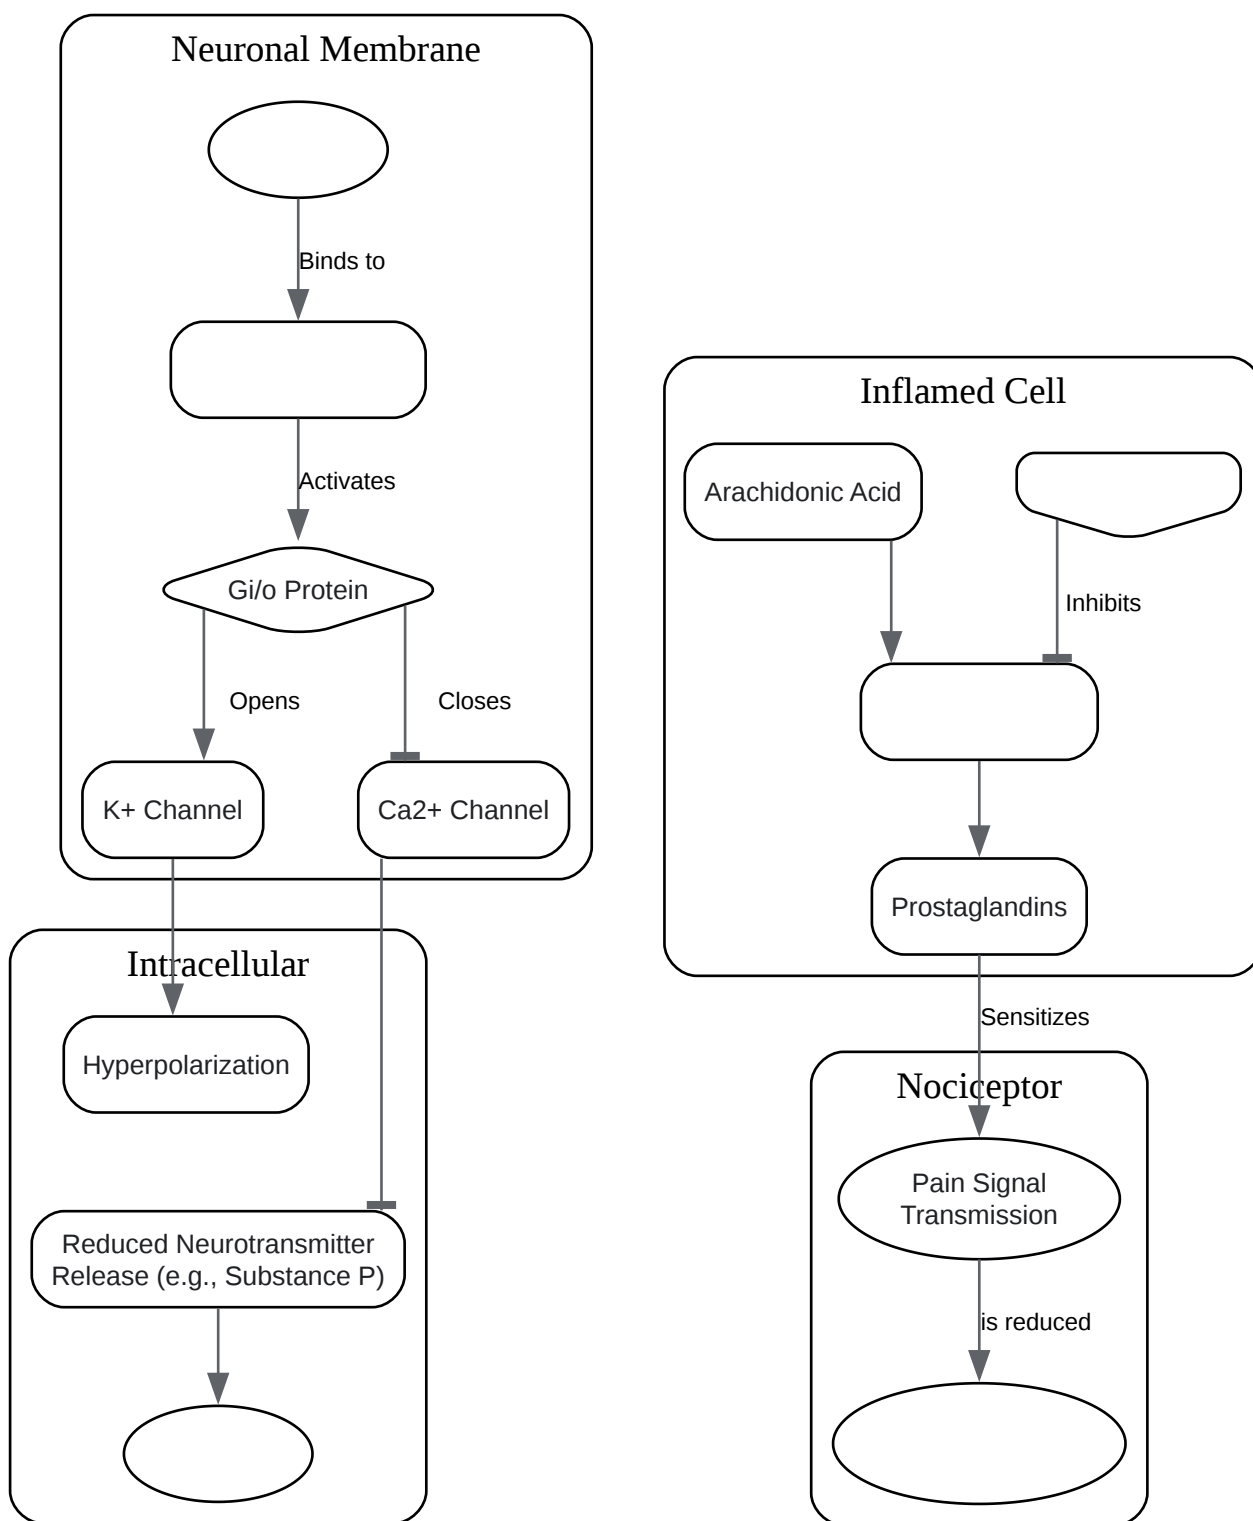 Neuronal Membrane
Binds to
Activates
Gi/o Protein
Opens
Closes
K+ Channel
Ca2+ Channel
Intracellular
Hyperpolarization
Reduced Neurotransmitter
Release (e.g., Substance P)
Inflamed Cell
Arachidonic Acid
Inhibits
Prostaglandins
Sensitizes
Nociceptor
Pain Signal
Transmission
is reduced